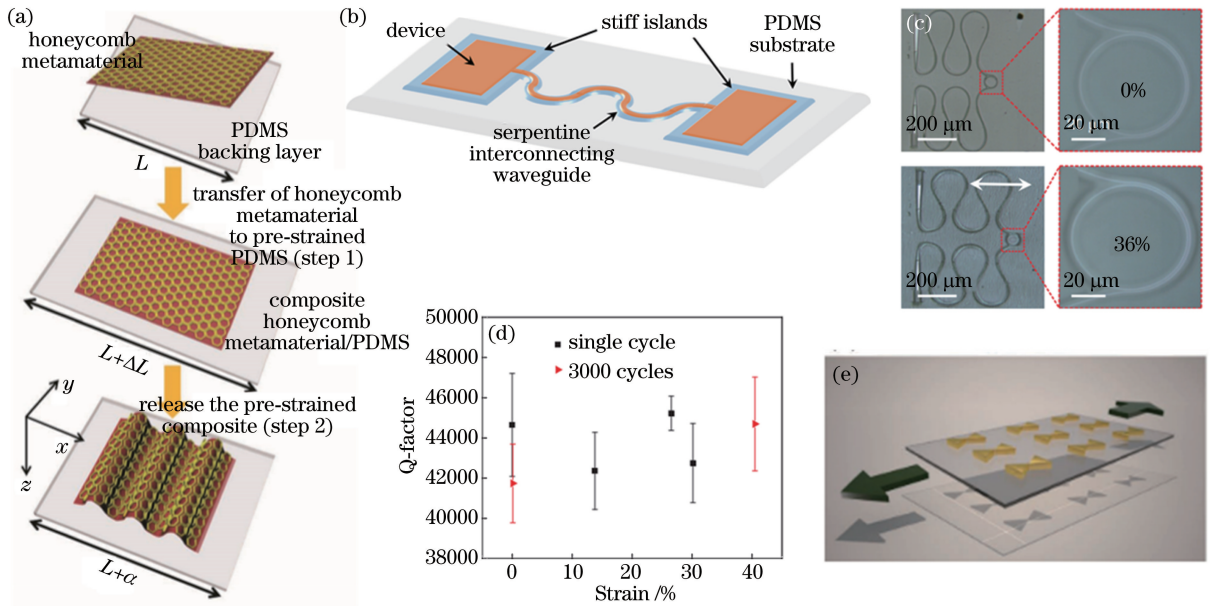 (a)
honeycomb
metamaterial
L
PDMS
backing layer
transfer of honeycomb
metamaterial
to pre-strained
PDMS (step 1)
composite
honeycomb
metamaterial/PDMS
L+ΔL
release the pre-strained
composite (step 2)
y
x
z
L+α
(b)
device
stiff islands
PDMS
substrate
serpentine
interconnecting
waveguide
(c)
200 μm
0%
20 μm
200 μm
36%
20 μm
(d)
single cycle
3000 cycles
50000
48000
46000
44000
42000
40000
38000
Q-factor
0 10 20 30 40
Strain /%
(e)